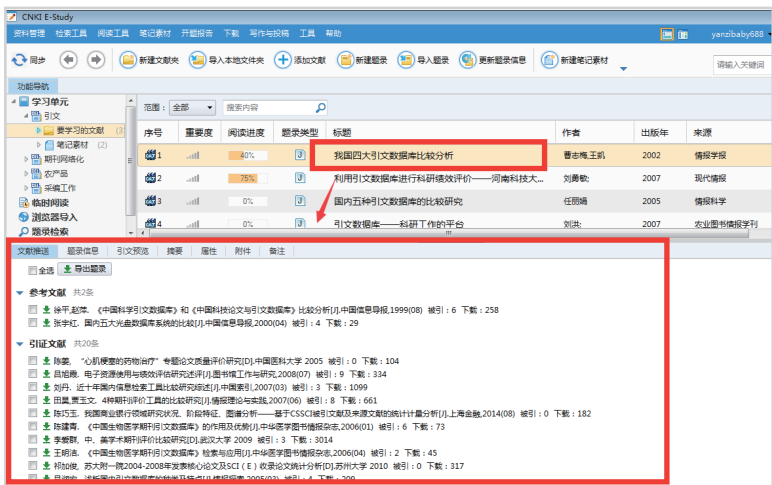 CNKI E-Study
资料管理 检索工具 阅读工具 笔记素材 开题报告 下载 写作与投稿 工具 帮助 yanzibaby688
同步 新建文献夹 导入本地文件夹 添加文献 新建题录 导入题录 更新题录信息 新建笔记素材 请输入关键词
功能导航
学习单元
引文
要学习的文献
笔记素材 (2)
期刊网络化
农产品
采编工作
临时阅读
浏览器导入
题录检索
范围: 全部 搜索内容
序号 重要度 阅读进度 题录类型 标题 作者 出版年 来源
1 40% 我国四大引文数据库比较分析 曹志梅;王凯 2002 情报学报
2 75% 利用引文数据库进行科研绩效评价——河南科技大... 刘勇敏; 2007 现代情报
3 0% 国内五种引文数据库的比较研究 任丽娟 2005 情报科学
4 0% 引文数据库——科研工作的平台 刘洪; 2007 农业图书情报学刊
文献推送 题录信息 引文预览 摘要 属性 附件 备注
全选 导出题录
参考文献 共2条
徐平,赵萍. 《中国科学引文数据库》和《中国科技论文与引文数据库》比较分析[J].中国信息导报,1999(08) 被引:6 下载:258
张宇红. 国内五大光盘数据库系统的比较[J].中国信息导报,2000(04) 被引:4 下载:29
引证文献 共20条
陈嫈. “心肌梗塞的药物治疗”专题论文质量评价研究[D].中国医科大学 2005 被引:0 下载:104
昌旭霞. 电子资源使用与绩效评估研究述评[J].图书馆工作与研究,2008(07) 被引:9 下载:334
刘丹. 近十年国内信息检索工具比较研究综述[J].中国索引,2007(03) 被引:3 下载:1099
田昊,贾玉文. 4种期刊评价工具的比较研究[J].情报理论与实践,2007(06) 被引:8 下载:661
陈巧玉. 我国商业银行领域研究状况、阶段特征、图谱分析——基于CSSCI被引文献及来源文献的统计计量分析[J].上海金融,2014(08) 被引:0 下载:182
陈建青. 《中国生物医学期刊引文数据库》的作用及优势[J].中华医学图书情报杂志,2006(01) 被引:6 下载:73
李爱群. 中、美学术期刊评价比较研究[D].武汉大学 2009 被引:3 下载:3014
王明洁. 《中国生物医学期刊引文数据库》检索与应用[J].中华医学图书情报杂志,2006(04) 被引:2 下载:45
祁加俊. 苏大附一院2004-2008年发表核心论文及SCI(E)收录论文统计分析[D].苏州大学 2010 被引:0 下载:317